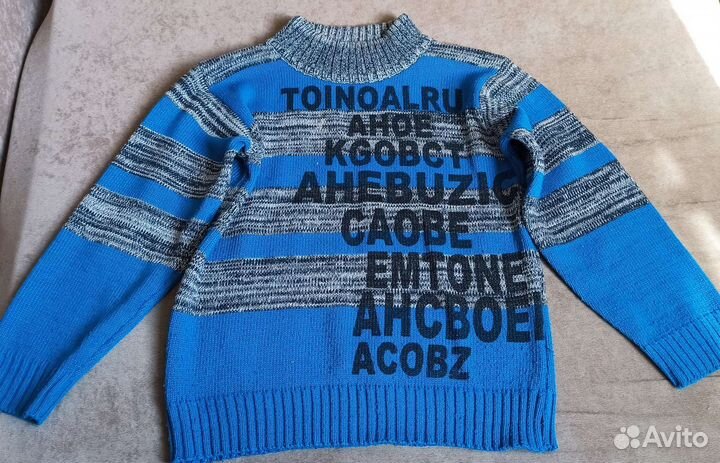 TOINOALRU
AHOE
KGOBCT
AHEBUZIC
CAOBE
EMTONE
AHCBOEI
ACOBZ
Avito